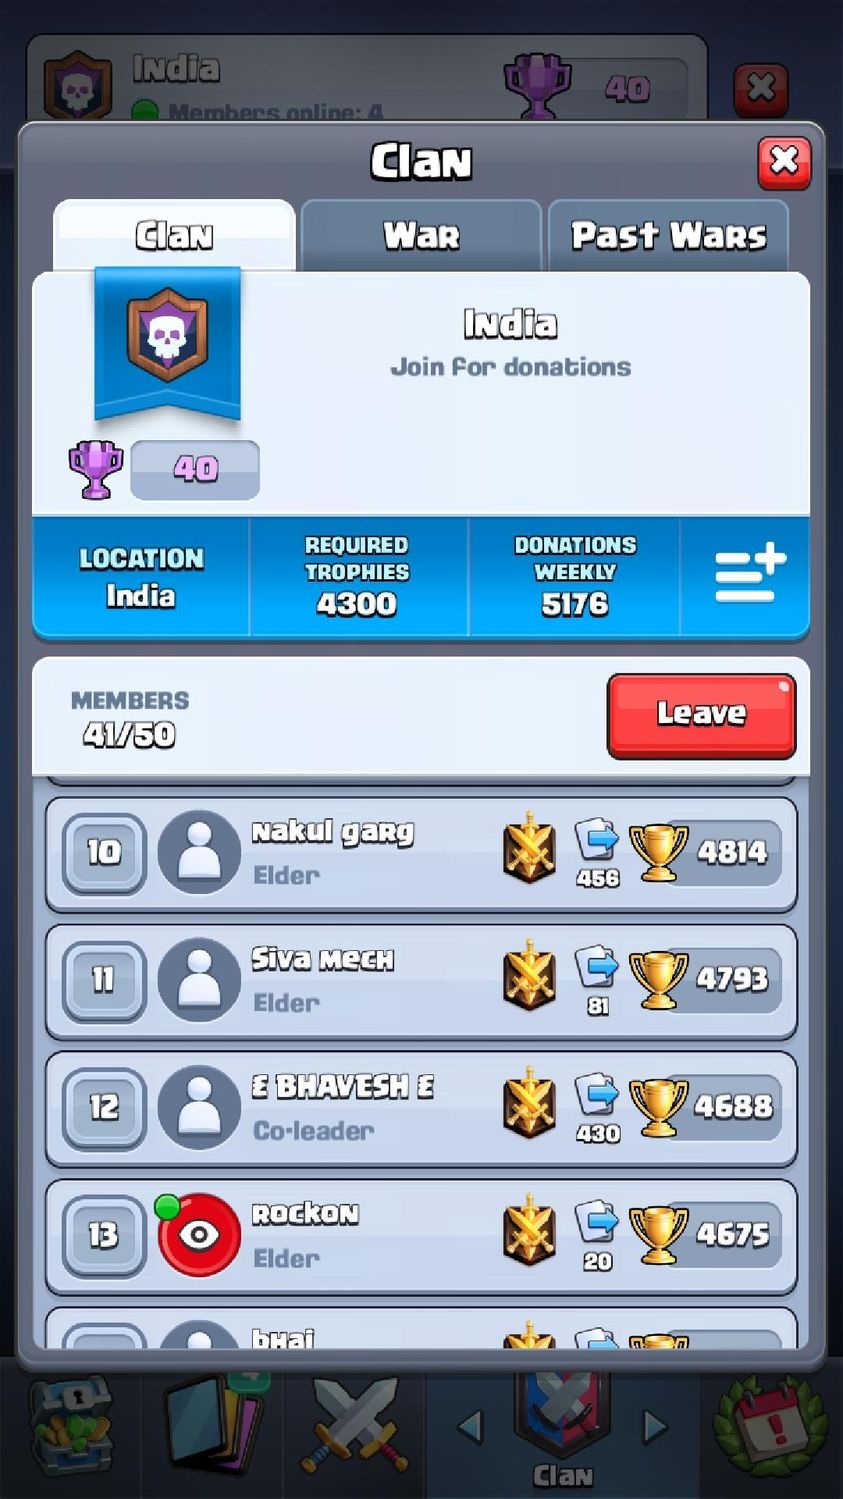 India
Members online: 4
40
Clan
Clan
War
Past Wars
India
Join for donations
40
LOCATION
India
REQUIRED
TROPHIES
4300
DONATIONS
WEEKLY
5176
MEMBERS
41/50
Leave
10
Nakul garg
Elder
456
4814
11
Siva Mech
Elder
81
4793
12
£ BHAVESH £
Co-leader
430
4688
13
Rockon
Elder
20
4675
bhai
Clan